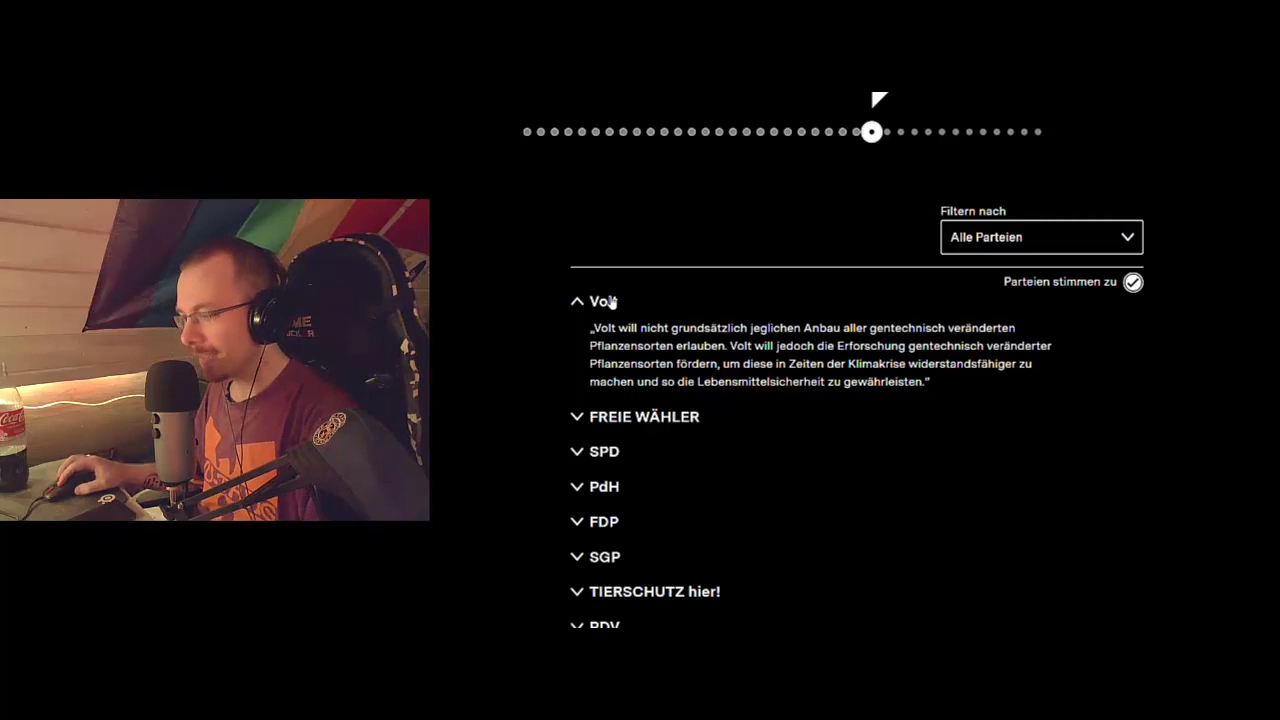 Filtern nach
Alle Parteien
Parteien stimmen zu
Volt
„Volt will nicht grundsätzlich jeglichen Anbau aller gentechnisch veränderten
Pflanzensorten erlauben. Volt will jedoch die Erforschung gentechnisch veränderter
Pflanzensorten fördern, um diese in Zeiten der Klimakrise widerstandsfähiger zu
machen und so die Lebensmittelsicherheit zu gewährleisten.“
FREIE WÄHLER
SPD
PdH
FDP
SGP
TIERSCHUTZ hier!
PDV